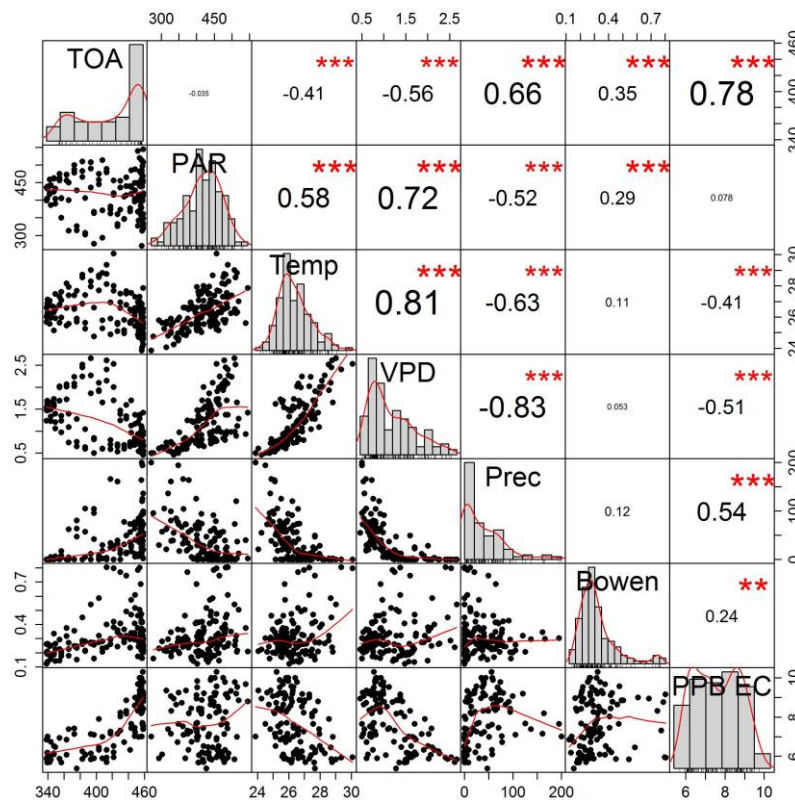 300 450 0.5 1.5 2.5 0.1 0.4 0.7
TOA -0.035 *** -0.41 *** -0.56 *** 0.66 *** 0.35 *** 0.78 340 400 460
300 450 PAR *** 0.58 *** 0.72 *** -0.52 *** 0.29 0.078
Temp *** 0.81 *** -0.63 0.11 *** -0.41 24 26 28 30
0.5 1.5 2.5 VPD *** -0.83 0.053 *** -0.51
Prec 0.12 *** 0.54 0 100 200
0.1 0.4 0.7 Bowen ** 0.24
PPB EC 6 8 10
340 400 460 24 26 28 30 0 100 200 6 8 10